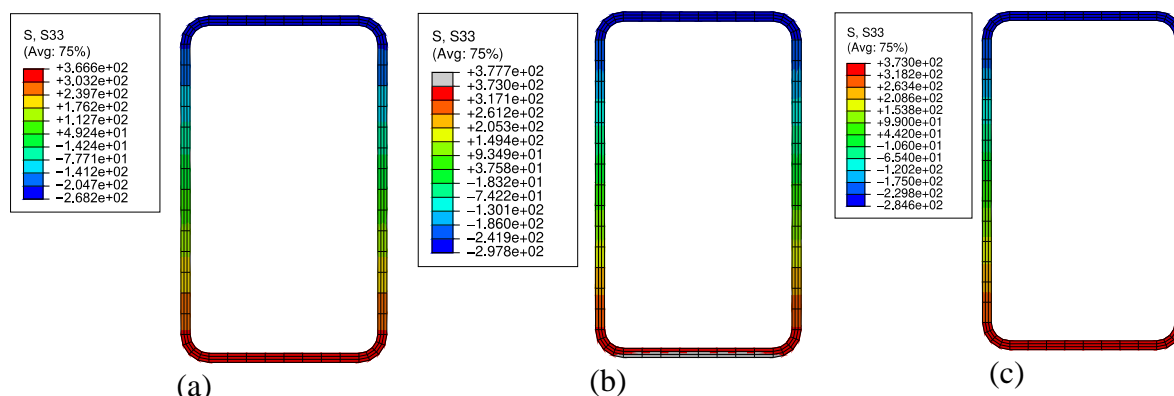 S, S33
(Avg: 75%)
+3.666e+02
+3.032e+02
+2.397e+02
+1.762e+02
+1.127e+02
+4.924e+01
−1.424e+01
−7.771e+01
−1.412e+02
−2.047e+02
−2.682e+02
(a)
S, S33
(Avg: 75%)
+3.777e+02
+3.730e+02
+3.171e+02
+2.612e+02
+2.053e+02
+1.494e+02
+9.349e+01
+3.758e+01
−1.832e+01
−7.422e+01
−1.301e+02
−1.860e+02
−2.419e+02
−2.978e+02
(b)
S, S33
(Avg: 75%)
+3.730e+02
+3.182e+02
+2.634e+02
+2.086e+02
+1.538e+02
+9.900e+01
+4.420e+01
−1.060e+01
−6.540e+01
−1.202e+02
−1.750e+02
−2.298e+02
−2.846e+02
(c)